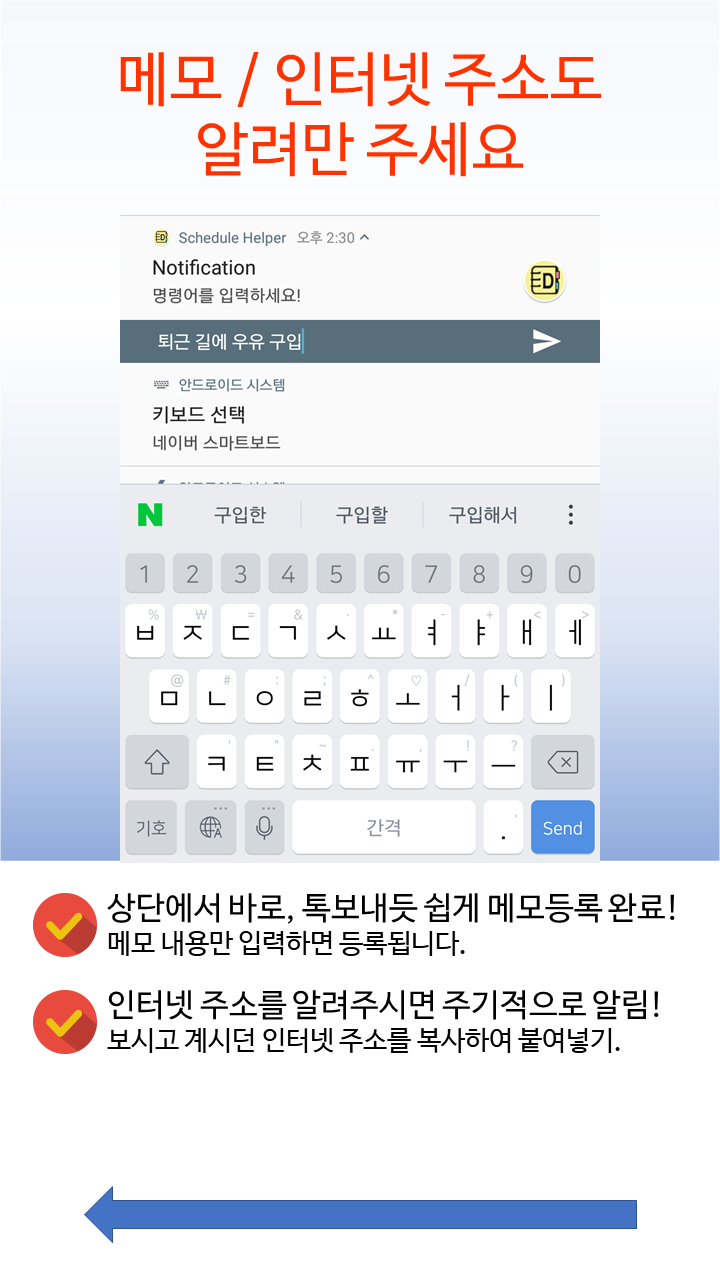 메모 / 인터넷 주소도
알려만 주세요
Schedule Helper 오후 2:30
Notification
명령어를 입력하세요!
퇴근 길에 우유 구입
안드로이드 시스템
키보드 선택
네이버 스마트보드
N 구입한 구입할 구입해서
1 2 3 4 5 6 7 8 9 0
% ₩ = & · * - + < >
ㅂ ㅈ ㄷ ㄱ ㅅ ㅛ ㅕ ㅑ ㅐ ㅔ
@ # : ; ^ ♡ / ( )
ㅁ ㄴ ㅇ ㄹ ㅎ ㅗ ㅓ ㅏ ㅣ
' " ~ . , ! ?
ㅋ ㅌ ㅊ ㅍ ㅠ ㅜ ㅡ
기호 간격 . Send
상단에서 바로, 톡보내듯 쉽게 메모등록 완료!
메모 내용만 입력하면 등록됩니다.
인터넷 주소를 알려주시면 주기적으로 알림!
보시고 계시던 인터넷 주소를 복사하여 붙여넣기.